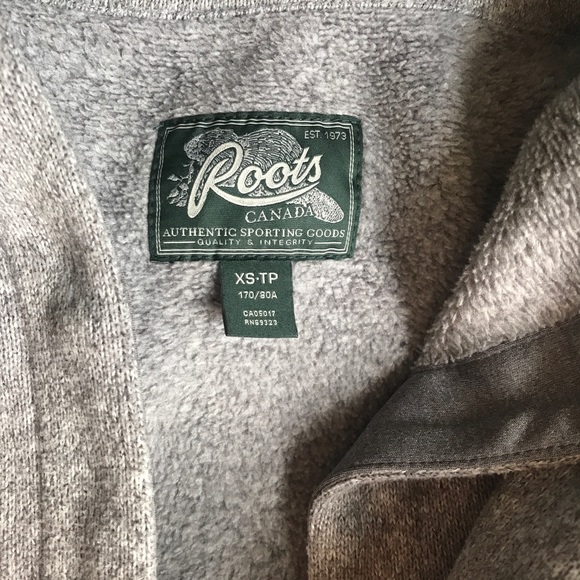 EST. 1973
Roots
CANADA
AUTHENTIC SPORTING GOODS
QUALITY & INTEGRITY
XS-TP
170/80A
CA05017
RN69323